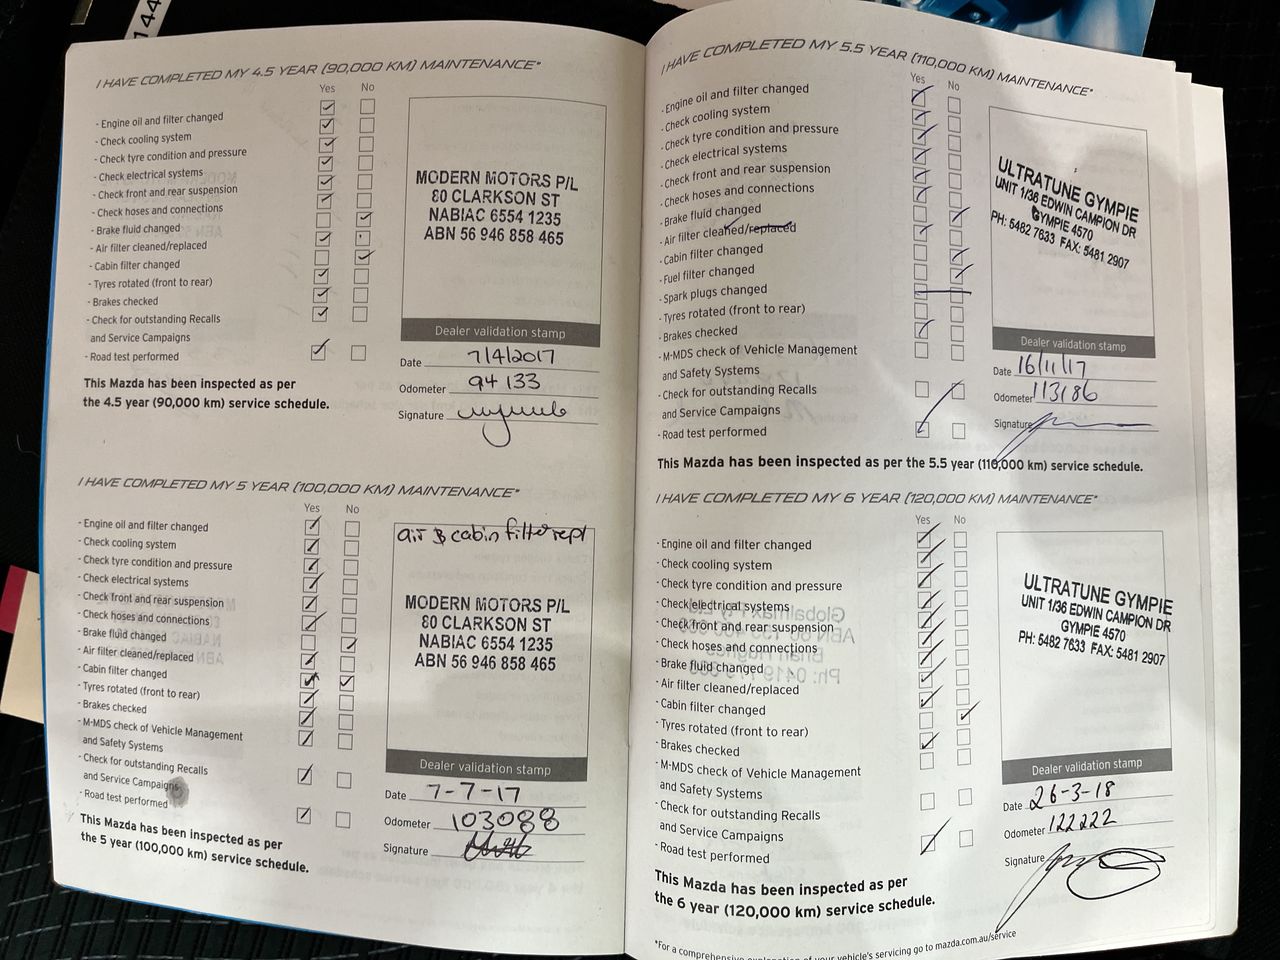 144
I HAVE COMPLETED MY 4.5 YEAR (90,000 KM) MAINTENANCE*
Yes No
- Engine oil and filter changed
- Check cooling system
- Check tyre condition and pressure
- Check electrical systems
- Check front and rear suspension
- Check hoses and connections
- Brake fluid changed
- Air filter cleaned/replaced
- Cabin filter changed
- Tyres rotated (front to rear)
- Brakes checked
- Check for outstanding Recalls
and Service Campaigns
- Road test performed
This Mazda has been inspected as per
the 4.5 year (90,000 km) service schedule.
MODERN MOTORS P/L
80 CLARKSON ST
NABIAC 6554 1235
ABN 56 946 858 465
Dealer validation stamp
Date 7/4/2017
Odometer 94 133
Signature
I HAVE COMPLETED MY 5 YEAR (100,000 KM) MAINTENANCE*
Yes No
- Engine oil and filter changed
- Check cooling system
- Check tyre condition and pressure
- Check electrical systems
- Check front and rear suspension
- Check hoses and connections
- Brake fluid changed
- Air filter cleaned/replaced
- Cabin filter changed
- Tyres rotated (front to rear)
- Brakes checked
- M-MDS check of Vehicle Management
and Safety Systems
- Check for outstanding Recalls
and Service Campaigns
- Road test performed
This Mazda has been inspected as per
the 5 year (100,000 km) service schedule.
air & cabin filter repl
MODERN MOTORS P/L
80 CLARKSON ST
NABIAC 6554 1235
ABN 56 946 858 465
Dealer validation stamp
Date 7-7-17
Odometer 103088
Signature
I HAVE COMPLETED MY 5.5 YEAR (110,000 KM) MAINTENANCE*
Yes No
- Engine oil and filter changed
- Check cooling system
- Check tyre condition and pressure
- Check electrical systems
- Check front and rear suspension
- Check hoses and connections
- Brake fluid changed
- Air filter cleaned/replaced
- Cabin filter changed
- Fuel filter changed
- Spark plugs changed
- Tyres rotated (front to rear)
- Brakes checked
- M-MDS check of Vehicle Management
and Safety Systems
- Check for outstanding Recalls
and Service Campaigns
- Road test performed
This Mazda has been inspected as per the 5.5 year (110,000 km) service schedule.
ULTRATUNE GYMPIE
UNIT 1/36 EDWIN CAMPION DR
GYMPIE 4570
PH: 5482 7633 FAX: 5481 2907
Dealer validation stamp
Date 16/11/17
Odometer 113186
Signature
I HAVE COMPLETED MY 6 YEAR (120,000 KM) MAINTENANCE*
Yes No
- Engine oil and filter changed
- Check cooling system
- Check tyre condition and pressure
- Check electrical systems
- Check front and rear suspension
- Check hoses and connections
- Brake fluid changed
- Air filter cleaned/replaced
- Cabin filter changed
- Tyres rotated (front to rear)
- Brakes checked
- M-MDS check of Vehicle Management
and Safety Systems
- Check for outstanding Recalls
and Service Campaigns
- Road test performed
This Mazda has been inspected as per
the 6 year (120,000 km) service schedule.
ULTRATUNE GYMPIE
UNIT 1/36 EDWIN CAMPION DR
GYMPIE 4570
PH: 5482 7633 FAX: 5481 2907
Dealer validation stamp
Date 26-3-18
Odometer 122222
Signature
*For a comprehensive explanation of your vehicle's servicing go to mazda.com.au/service